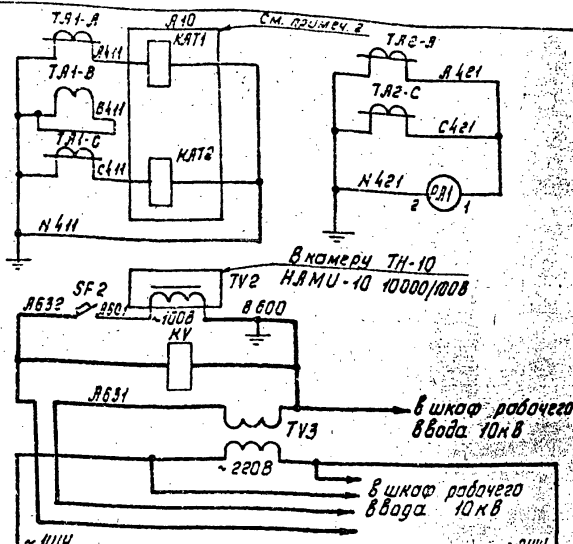 ТА1-А
А10
См. примеч. 2
А411
КАТ1
ТА1-В
В411
ТА1-С
С411
КАТ2
N411
ТА2-А
А421
ТА2-С
С421
N421
РА1
2
1
В камеру ТН-10
НАМИ-10 10000/100В
SF2
TV2
А632
А601
~100В
В600
KV
А631
TV3
в шкаф рабочего
ввода 10кВ
~220В
в шкаф рабочего
ввода 10кВ